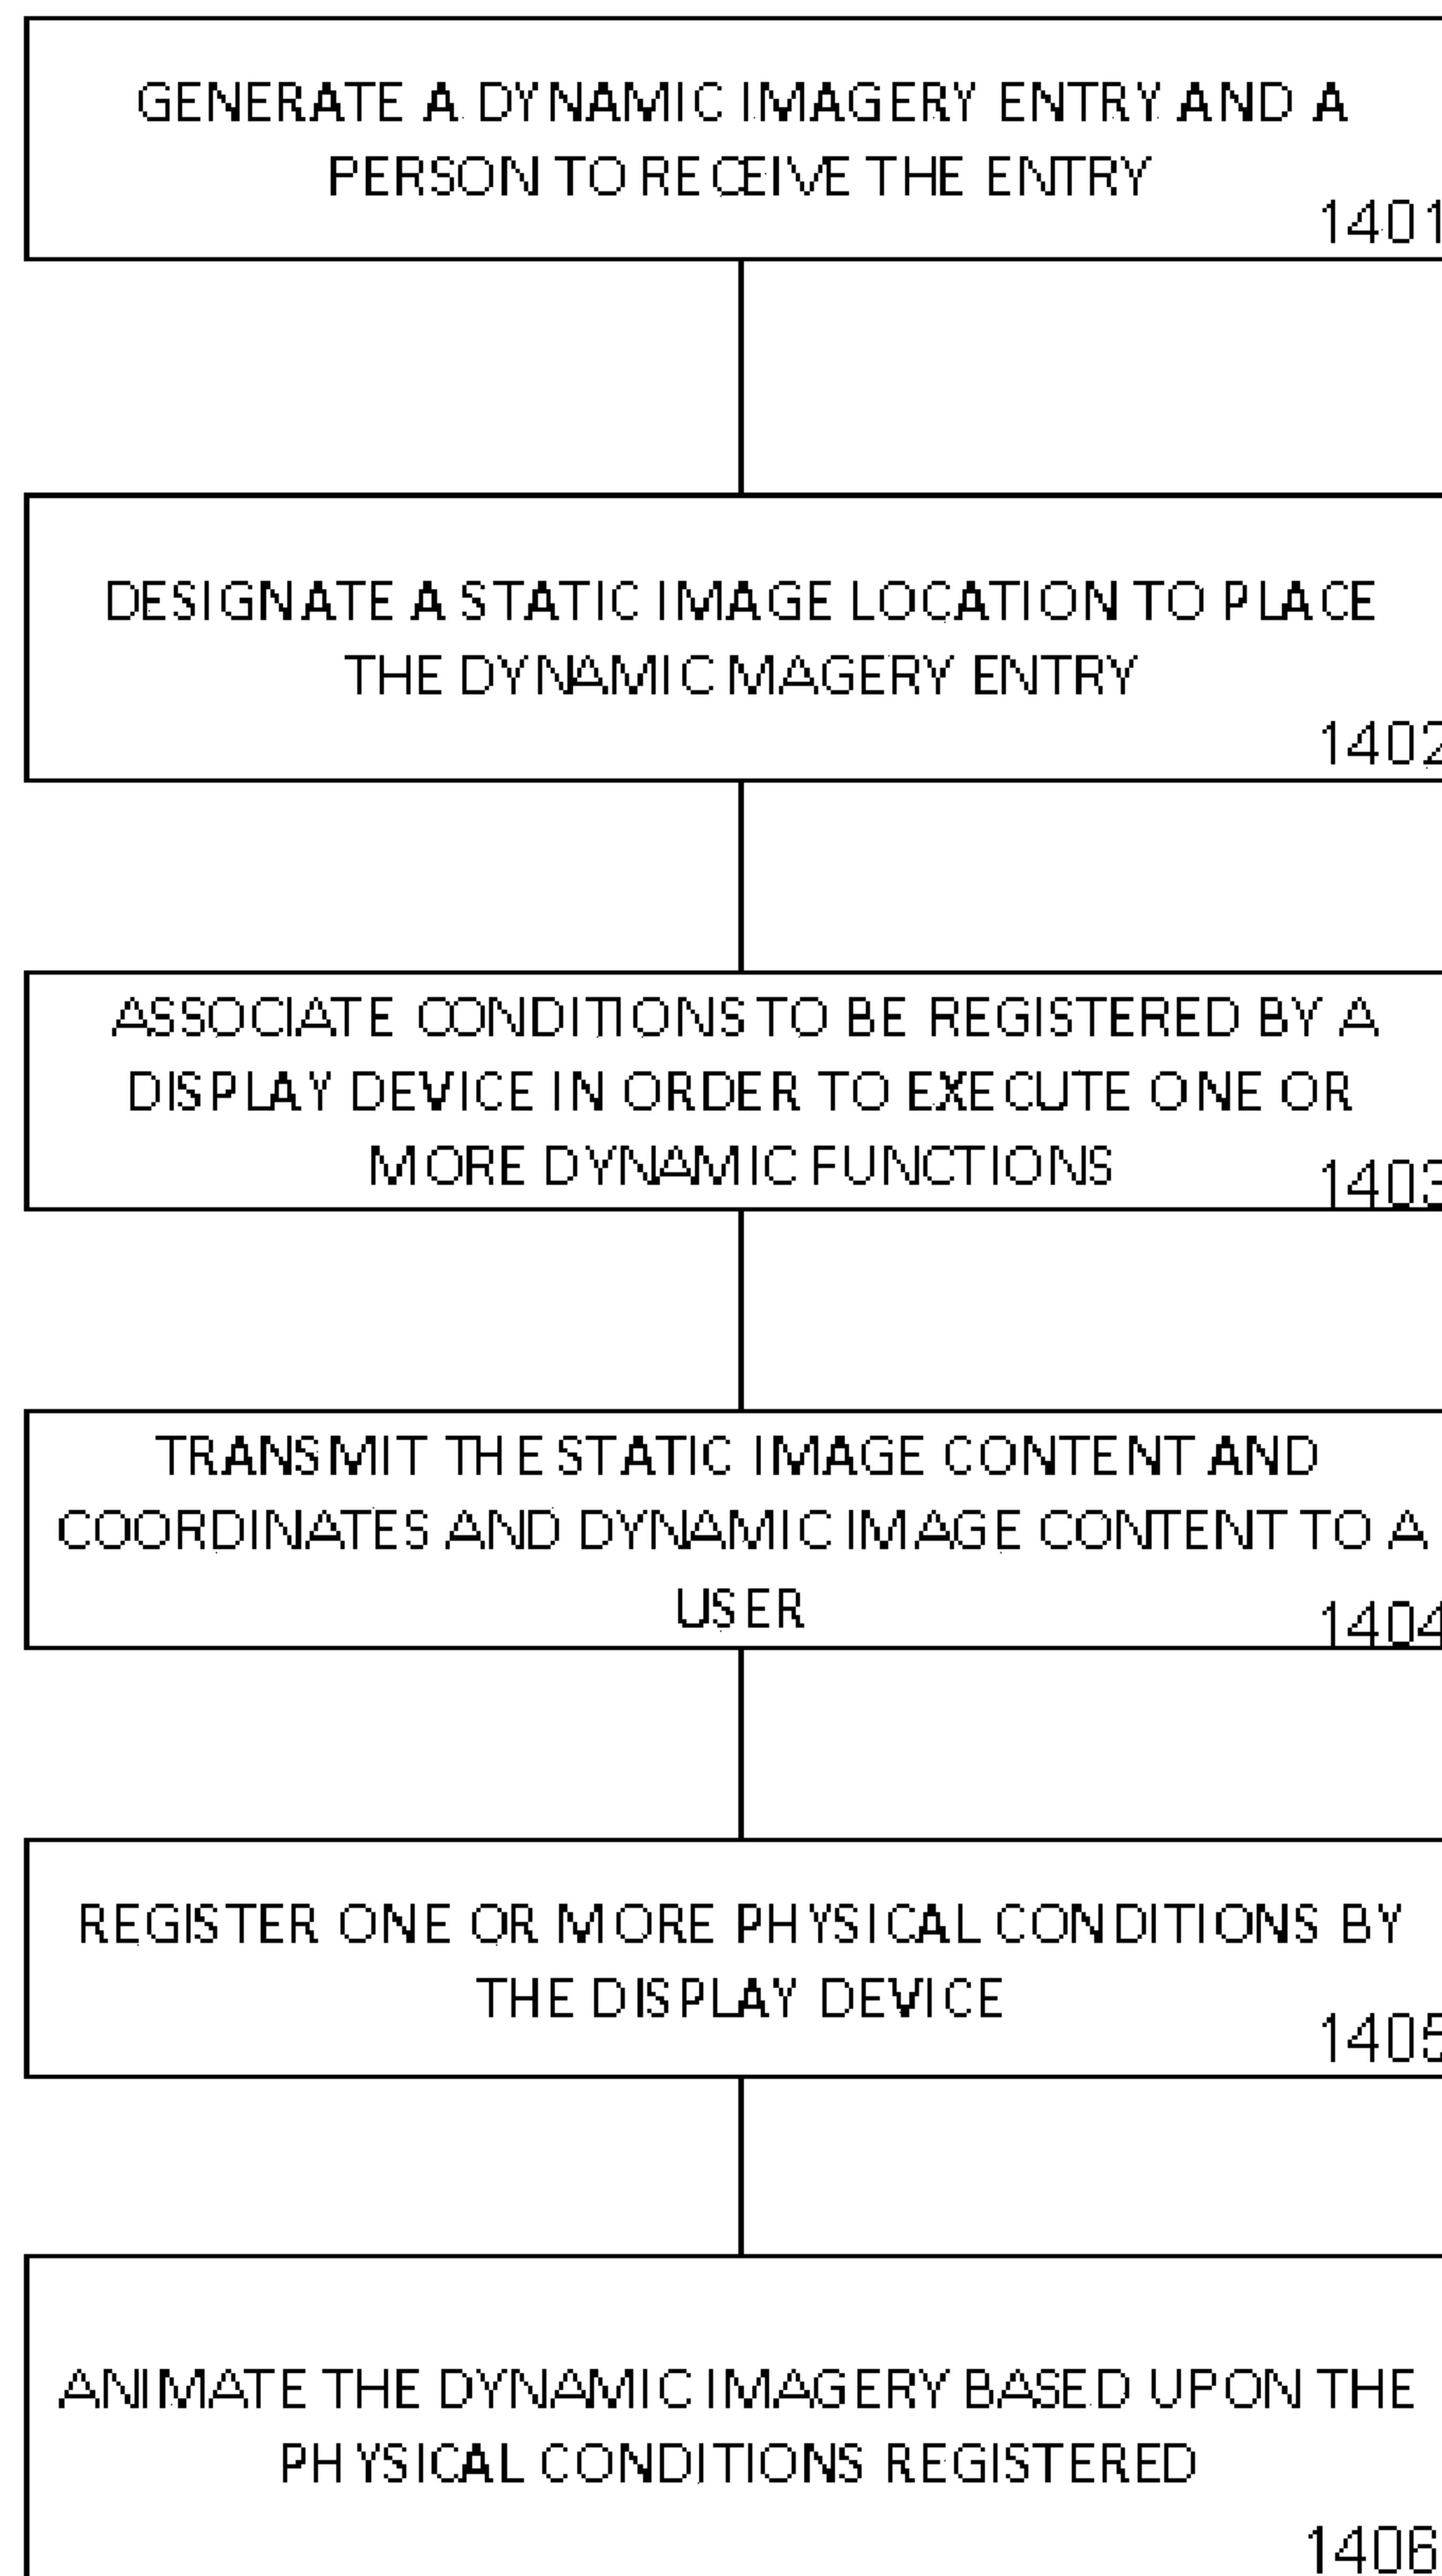 GENERATE A DYNAMIC IMAGERY ENTRY AND A
PERSON TO RECEIVE THE ENTRY
1401
DESIGNATE A STATIC IMAGE LOCATION TO PLACE
THE DYNAMIC MAGERY ENTRY
1402
ASSOCIATE CONDITIONS TO BE REGISTERED BY A
DISPLAY DEVICE IN ORDER TO EXECUTE ONE OR
MORE DYNAMIC FUNCTIONS
1403
TRANSMIT THE STATIC IMAGE CONTENT AND
COORDINATES AND DYNAMIC IMAGE CONTENT TO A
USER
1404
REGISTER ONE OR MORE PHYSICAL CONDITIONS BY
THE DISPLAY DEVICE
1405
ANIMATE THE DYNAMIC IMAGERY BASED UPON THE
PHYSICAL CONDITIONS REGISTERED
1406